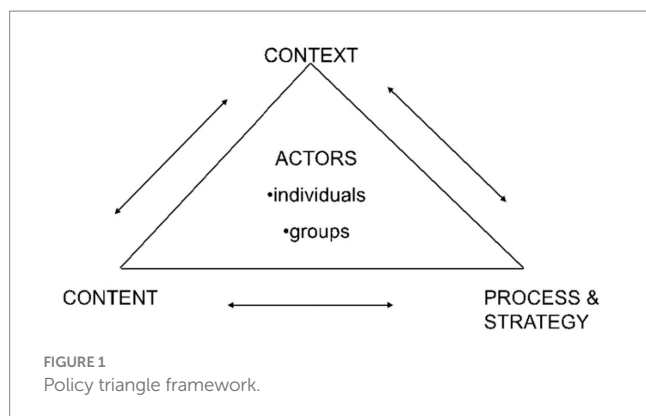 CONTEXT
ACTORS
•individuals
•groups
CONTENT
PROCESS &
STRATEGY
FIGURE 1
Policy triangle framework.